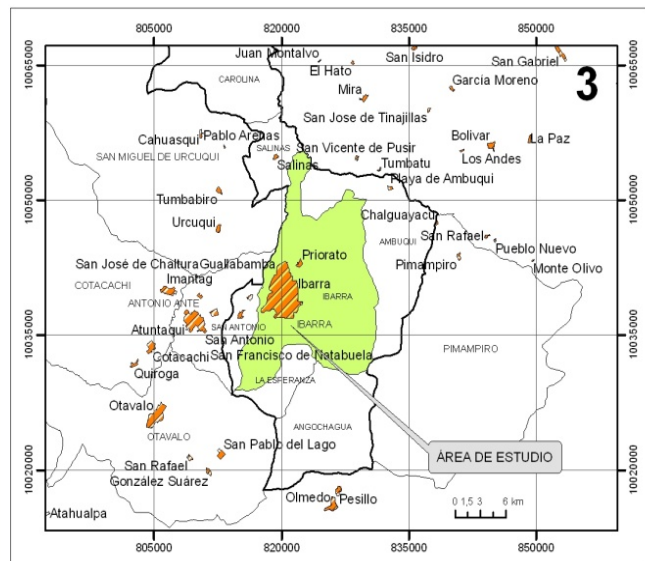 805000 820000 835000 850000
10065000
10050000
10035000
10020000
3
Juan Montalvo
San Isidro
San Gabriel
El Hato
CAROLINA
Mira
Garcia Moreno
San Jose de Tinajillas
Cahuasqui
Pablo Arenas
SALINAS
San Vicente de Pusir
Bolivar
La Paz
SAN MIGUEL DE URCUQUI
Salinas
Tumbatu
Los Andes
Playa de Ambuqui
Tumbabiro
Urcuqui
Chalguayacu
AMBUQUI
San Rafael
Pueblo Nuevo
Priorato
Pimampiro
Monte Olivo
San José de Chaltura
Guallabamba
Imantag
COTACACHI
Ibarra
IBARRA
ANTONIO ANTE
Atuntaqui
SAN ANTONIO
IBARRA
San Antonio
PIMAMPIRO
Cotacachi
San Francisco de Natabuela
Quiroga
LA ESPERANZA
Otavalo
OTAVALO
ANGOCHAGUA
San Pablo del Lago
ÁREA DE ESTUDIO
San Rafael
González Suárez
Olmedo
Pesillo
0 1,5 3 6 km
Atahualpa
10065000
10050000
10035000
10020000
805000 820000 835000 850000